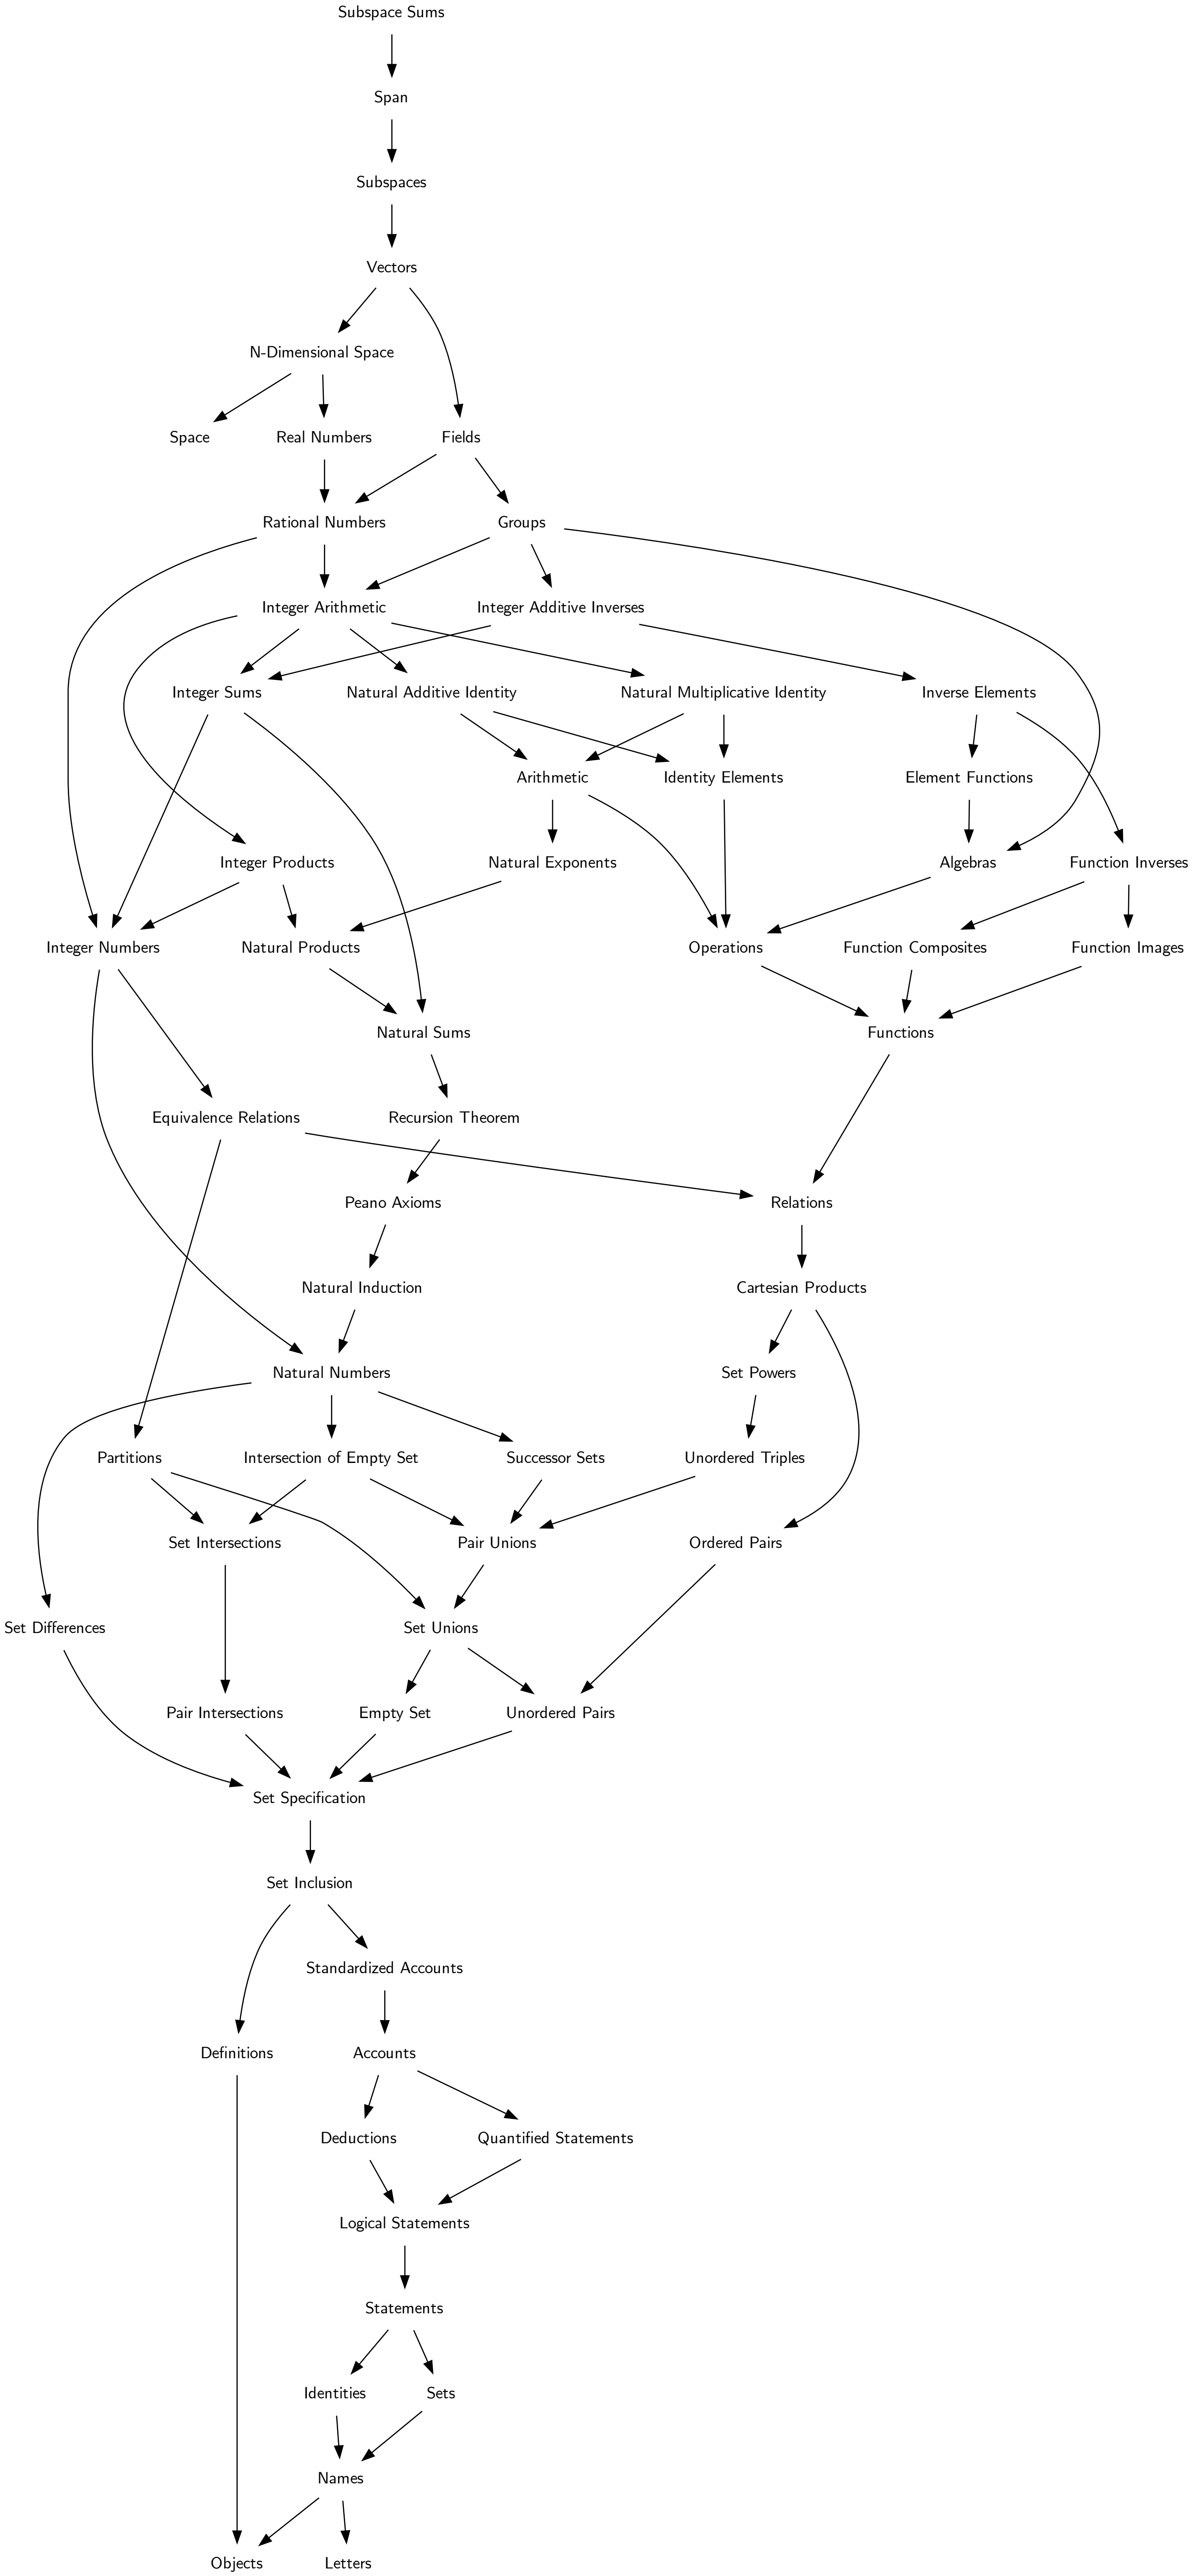 Subspace Sums
Span
Subspaces
Vectors
N-Dimensional Space
Space
Real Numbers
Fields
Rational Numbers
Groups
Integer Arithmetic
Integer Additive Inverses
Integer Sums
Natural Additive Identity
Natural Multiplicative Identity
Inverse Elements
Arithmetic
Identity Elements
Element Functions
Integer Products
Natural Exponents
Algebras
Function Inverses
Integer Numbers
Natural Products
Operations
Function Composites
Function Images
Natural Sums
Functions
Equivalence Relations
Recursion Theorem
Peano Axioms
Relations
Natural Induction
Cartesian Products
Natural Numbers
Set Powers
Partitions
Intersection of Empty Set
Successor Sets
Unordered Triples
Set Intersections
Pair Unions
Ordered Pairs
Set Differences
Set Unions
Pair Intersections
Empty Set
Unordered Pairs
Set Specification
Set Inclusion
Standardized Accounts
Definitions
Accounts
Deductions
Quantified Statements
Logical Statements
Statements
Identities
Sets
Names
Objects
Letters